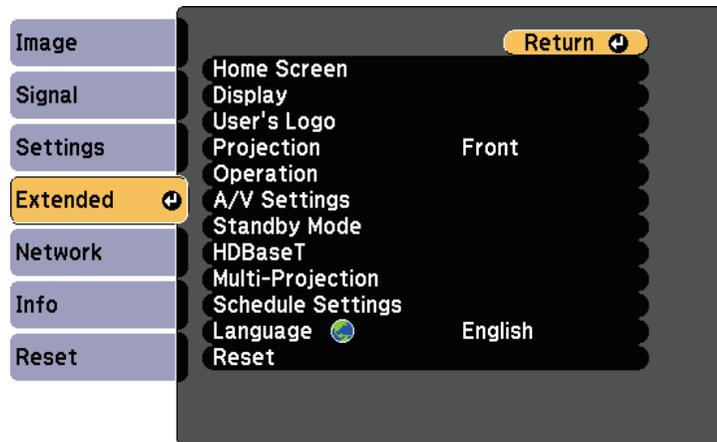 Image
Signal
Settings
Extended
Network
Info
Reset
Return
Home Screen
Display
User's Logo
Projection Front
Operation
A/V Settings
Standby Mode
HDBaseT
Multi-Projection
Schedule Settings
Language English
Reset